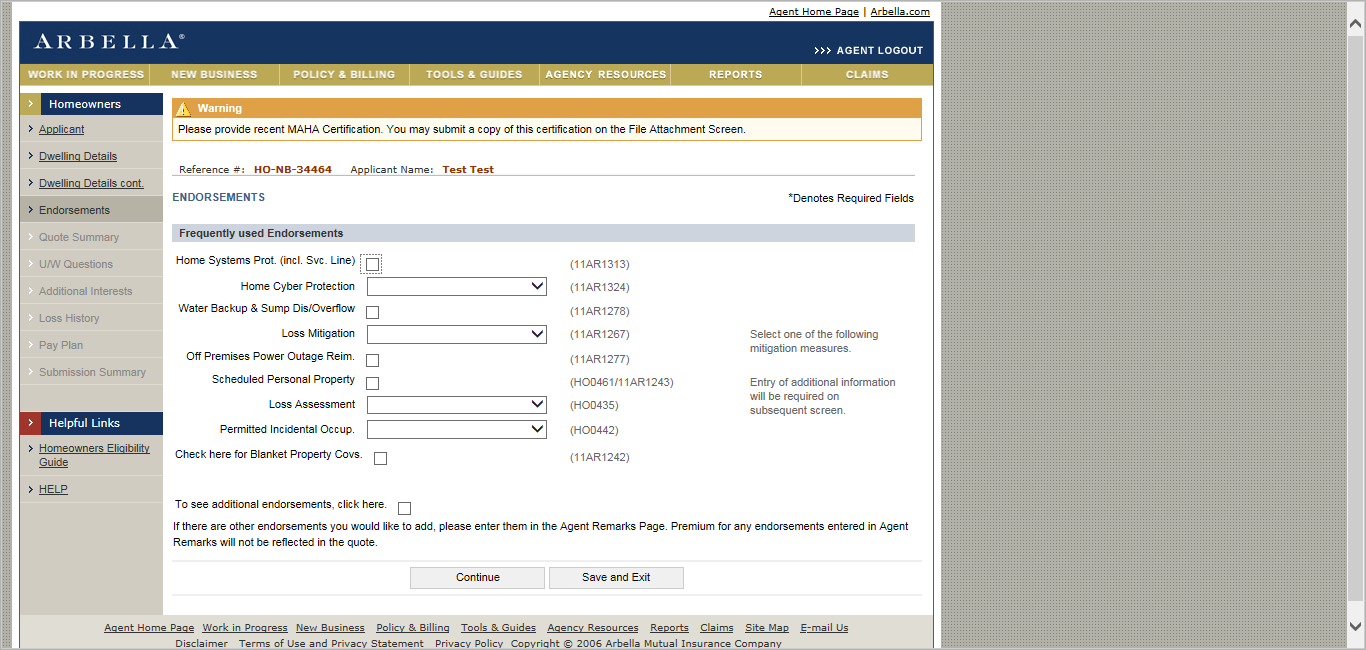 Agent Home Page | Arbella.com
ARBELLA®
>>> AGENT LOGOUT
WORK IN PROGRESS NEW BUSINESS POLICY & BILLING TOOLS & GUIDES AGENCY RESOURCES REPORTS CLAIMS
Homeowners
Applicant
Dwelling Details
Dwelling Details cont.
Endorsements
Quote Summary
U/W Questions
Additional Interests
Loss History
Pay Plan
Submission Summary
Helpful Links
Homeowners Eligibility
Guide
HELP
Warning
Please provide recent MAHA Certification. You may submit a copy of this certification on the File Attachment Screen.
Reference #: HO-NB-34464 Applicant Name: Test Test
ENDORSEMENTS
*Denotes Required Fields
Frequently used Endorsements
Home Systems Prot. (incl. Svc. Line) (11AR1313)
Home Cyber Protection (11AR1324)
Water Backup & Sump Dis/Overflow (11AR1278)
Loss Mitigation (11AR1267) Select one of the following
mitigation measures.
Off Premises Power Outage Reim. (11AR1277)
Scheduled Personal Property (HO0461/11AR1243) Entry of additional information
will be required on
subsequent screen.
Loss Assessment (HO0435)
Permitted Incidental Occup. (HO0442)
Check here for Blanket Property Covs. (11AR1242)
To see additional endorsements, click here.
If there are other endorsements you would like to add, please enter them in the Agent Remarks Page. Premium for any endorsements entered in Agent
Remarks will not be reflected in the quote.
Continue Save and Exit
Agent Home Page Work in Progress New Business Policy & Billing Tools & Guides Agency Resources Reports Claims Site Map E-mail Us
Disclaimer Terms of Use and Privacy Statement Privacy Policy Copyright © 2006 Arbella Mutual Insurance Company